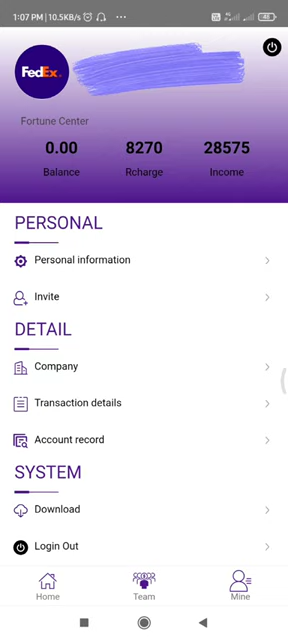 1:07 PM | 10.5KB/s
48
FedEx
Fortune Center
0.00 8270 28575
Balance Rcharge Income
PERSONAL
Personal information
Invite
DETAIL
Company
Transaction details
Account record
SYSTEM
Download
Login Out
Home Team Mine